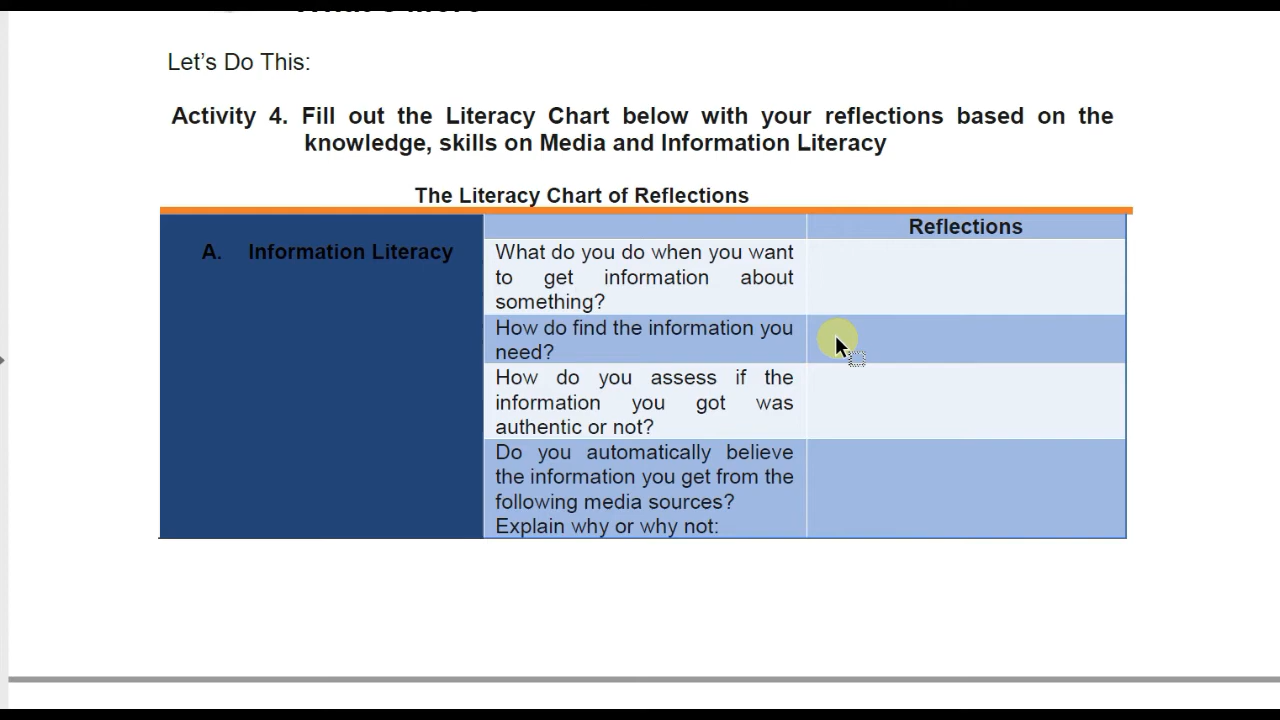 Let's Do This:
Activity 4. Fill out the Literacy Chart below with your reflections based on the
knowledge, skills on Media and Information Literacy
The Literacy Chart of Reflections
Reflections
A. Information Literacy
What do you do when you want
to get information about
something?
How do find the information you
need?
How do you assess if the
information you got was
authentic or not?
Do you automatically believe
the information you get from the
following media sources?
Explain why or why not: